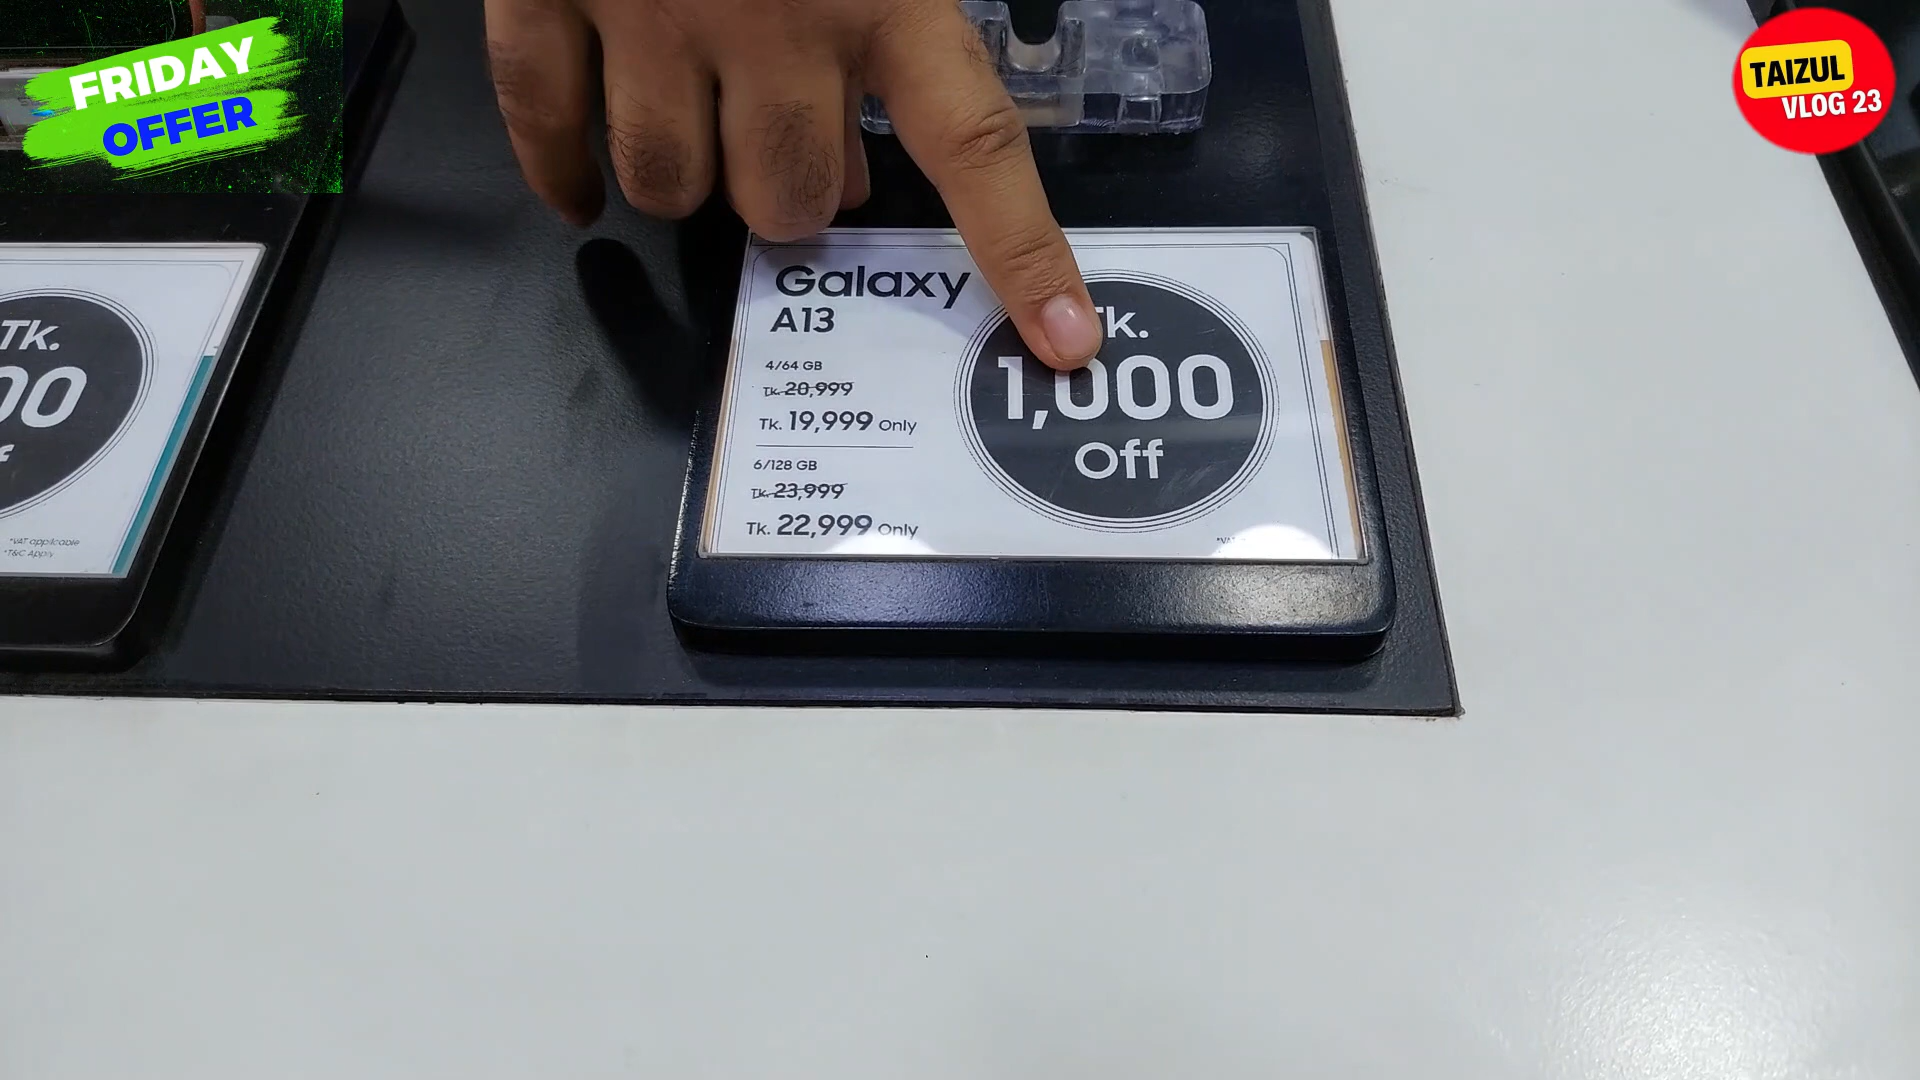 FRIDAY
OFFER
TAIZUL
VLOG 23
TK.
00
*VAT applicable
*T&C Apply
Galaxy
A13
4/64 GB
Tk. 20,999
Tk. 19,999 Only
6/128 GB
Tk. 23,999
Tk. 22,999 Only
Tk.
1,000
Off